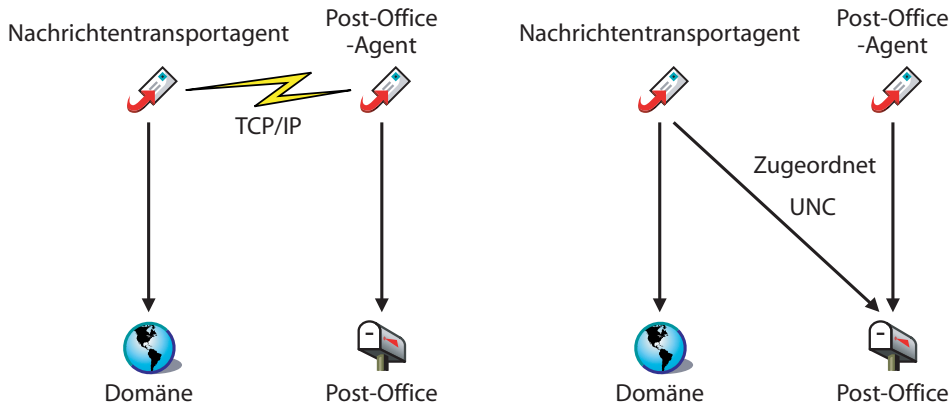 Nachrichtentransportagent
Post-Office
-Agent
TCP/IP
Domäne
Post-Office
Nachrichtentransportagent
Post-Office
-Agent
Zugeordnet
UNC
Domäne
Post-Office